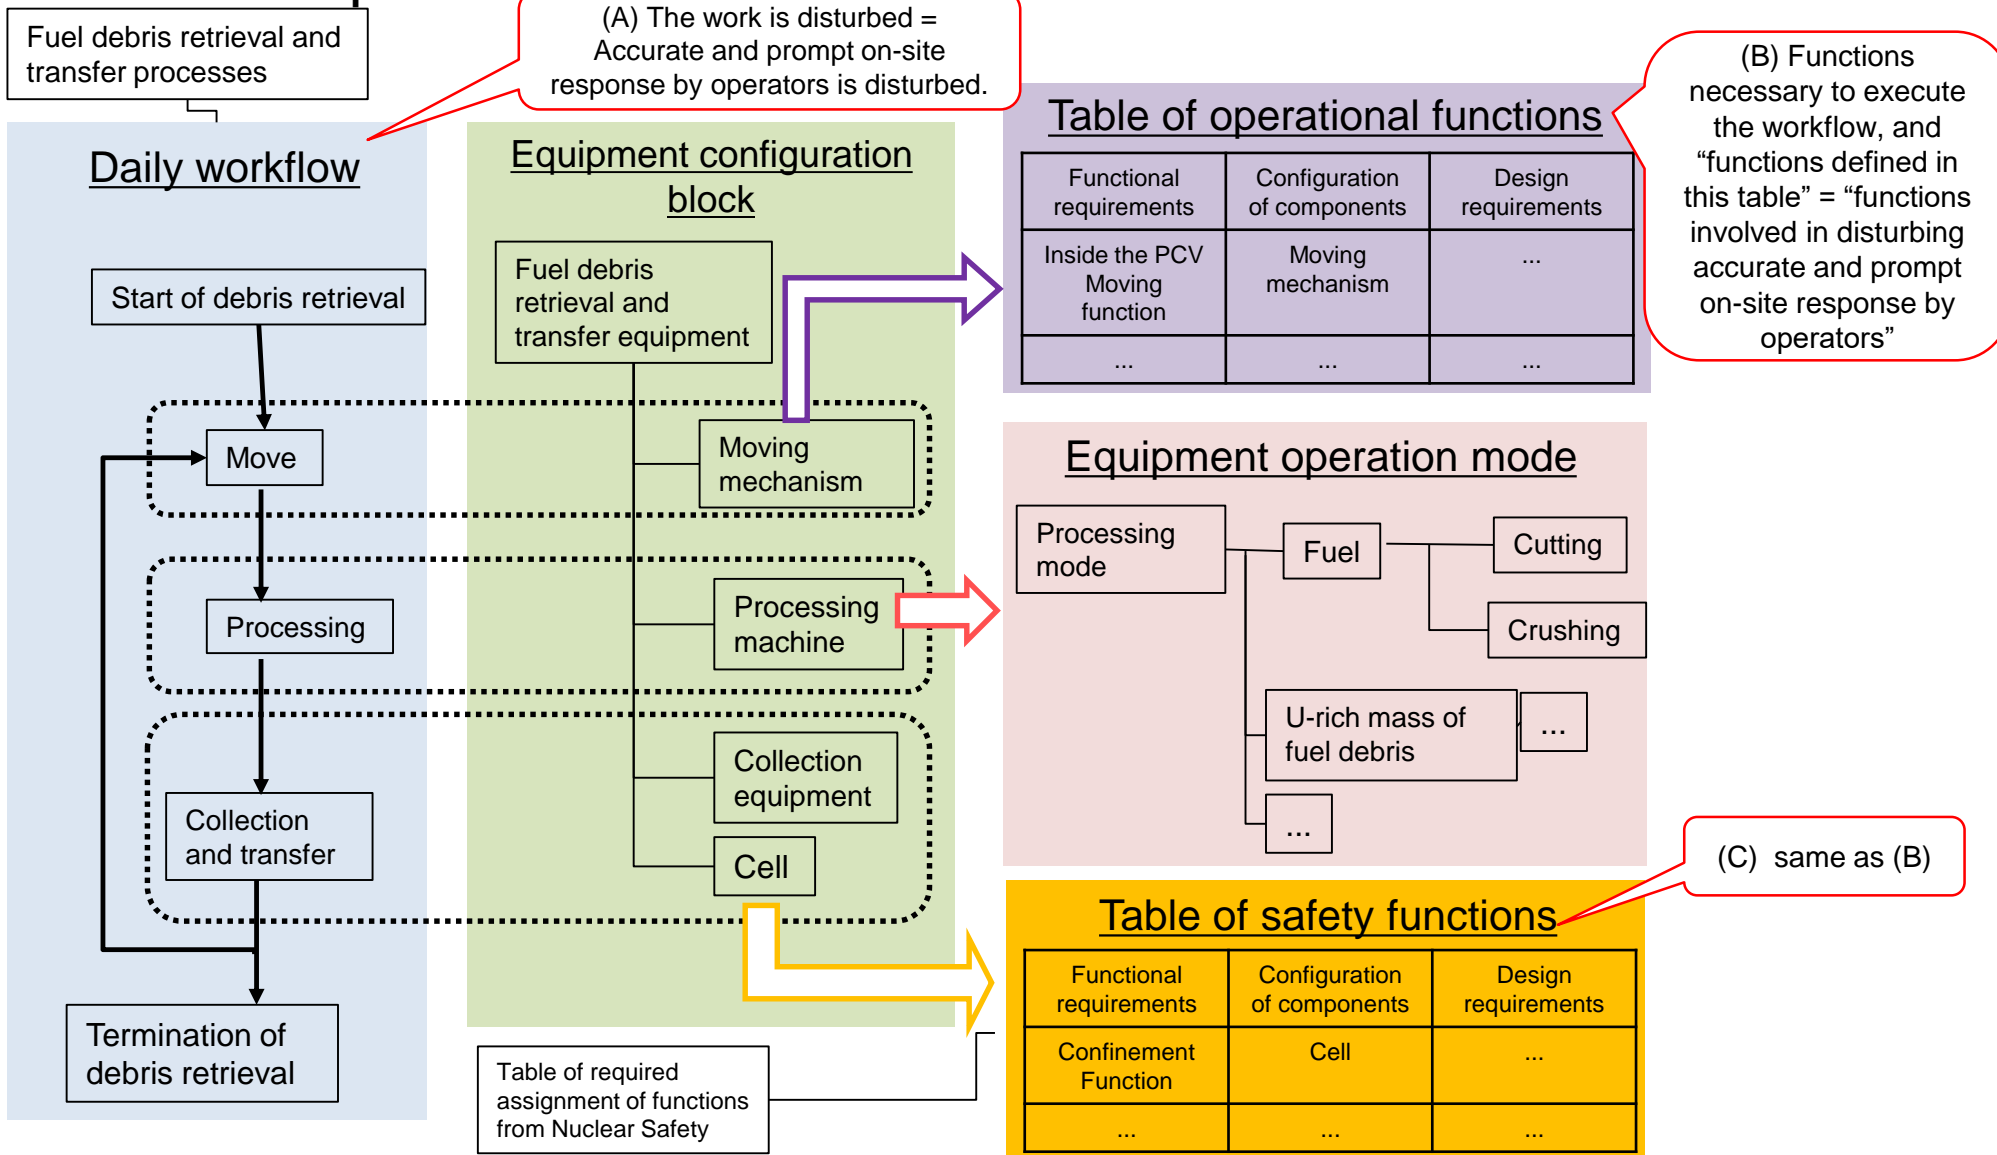 Fuel debris retrieval and
transfer processes
(A) The work is disturbed =
Accurate and prompt on-site
response by operators is disturbed.
(B) Functions
necessary to execute
the workflow, and
“functions defined in
this table” = “functions
involved in disturbing
accurate and prompt
on-site response by
operators”
Daily workflow
Start of debris retrieval
Move
Processing
Collection
and transfer
Termination of
debris retrieval
Equipment configuration
block
Fuel debris
retrieval and
transfer equipment
Moving
mechanism
Processing
machine
Collection
equipment
Cell
Table of required
assignment of functions
from Nuclear Safety
Table of operational functions
Functional
requirements
Configuration
of components
Design
requirements
Inside the PCV
Moving
function
Moving
mechanism
...
...
...
...
Equipment operation mode
Processing
mode
Fuel
Cutting
Crushing
U-rich mass of
fuel debris
...
...
(C) same as (B)
Table of safety functions
Functional
requirements
Configuration
of components
Design
requirements
Confinement
Function
Cell
...
...
...
...